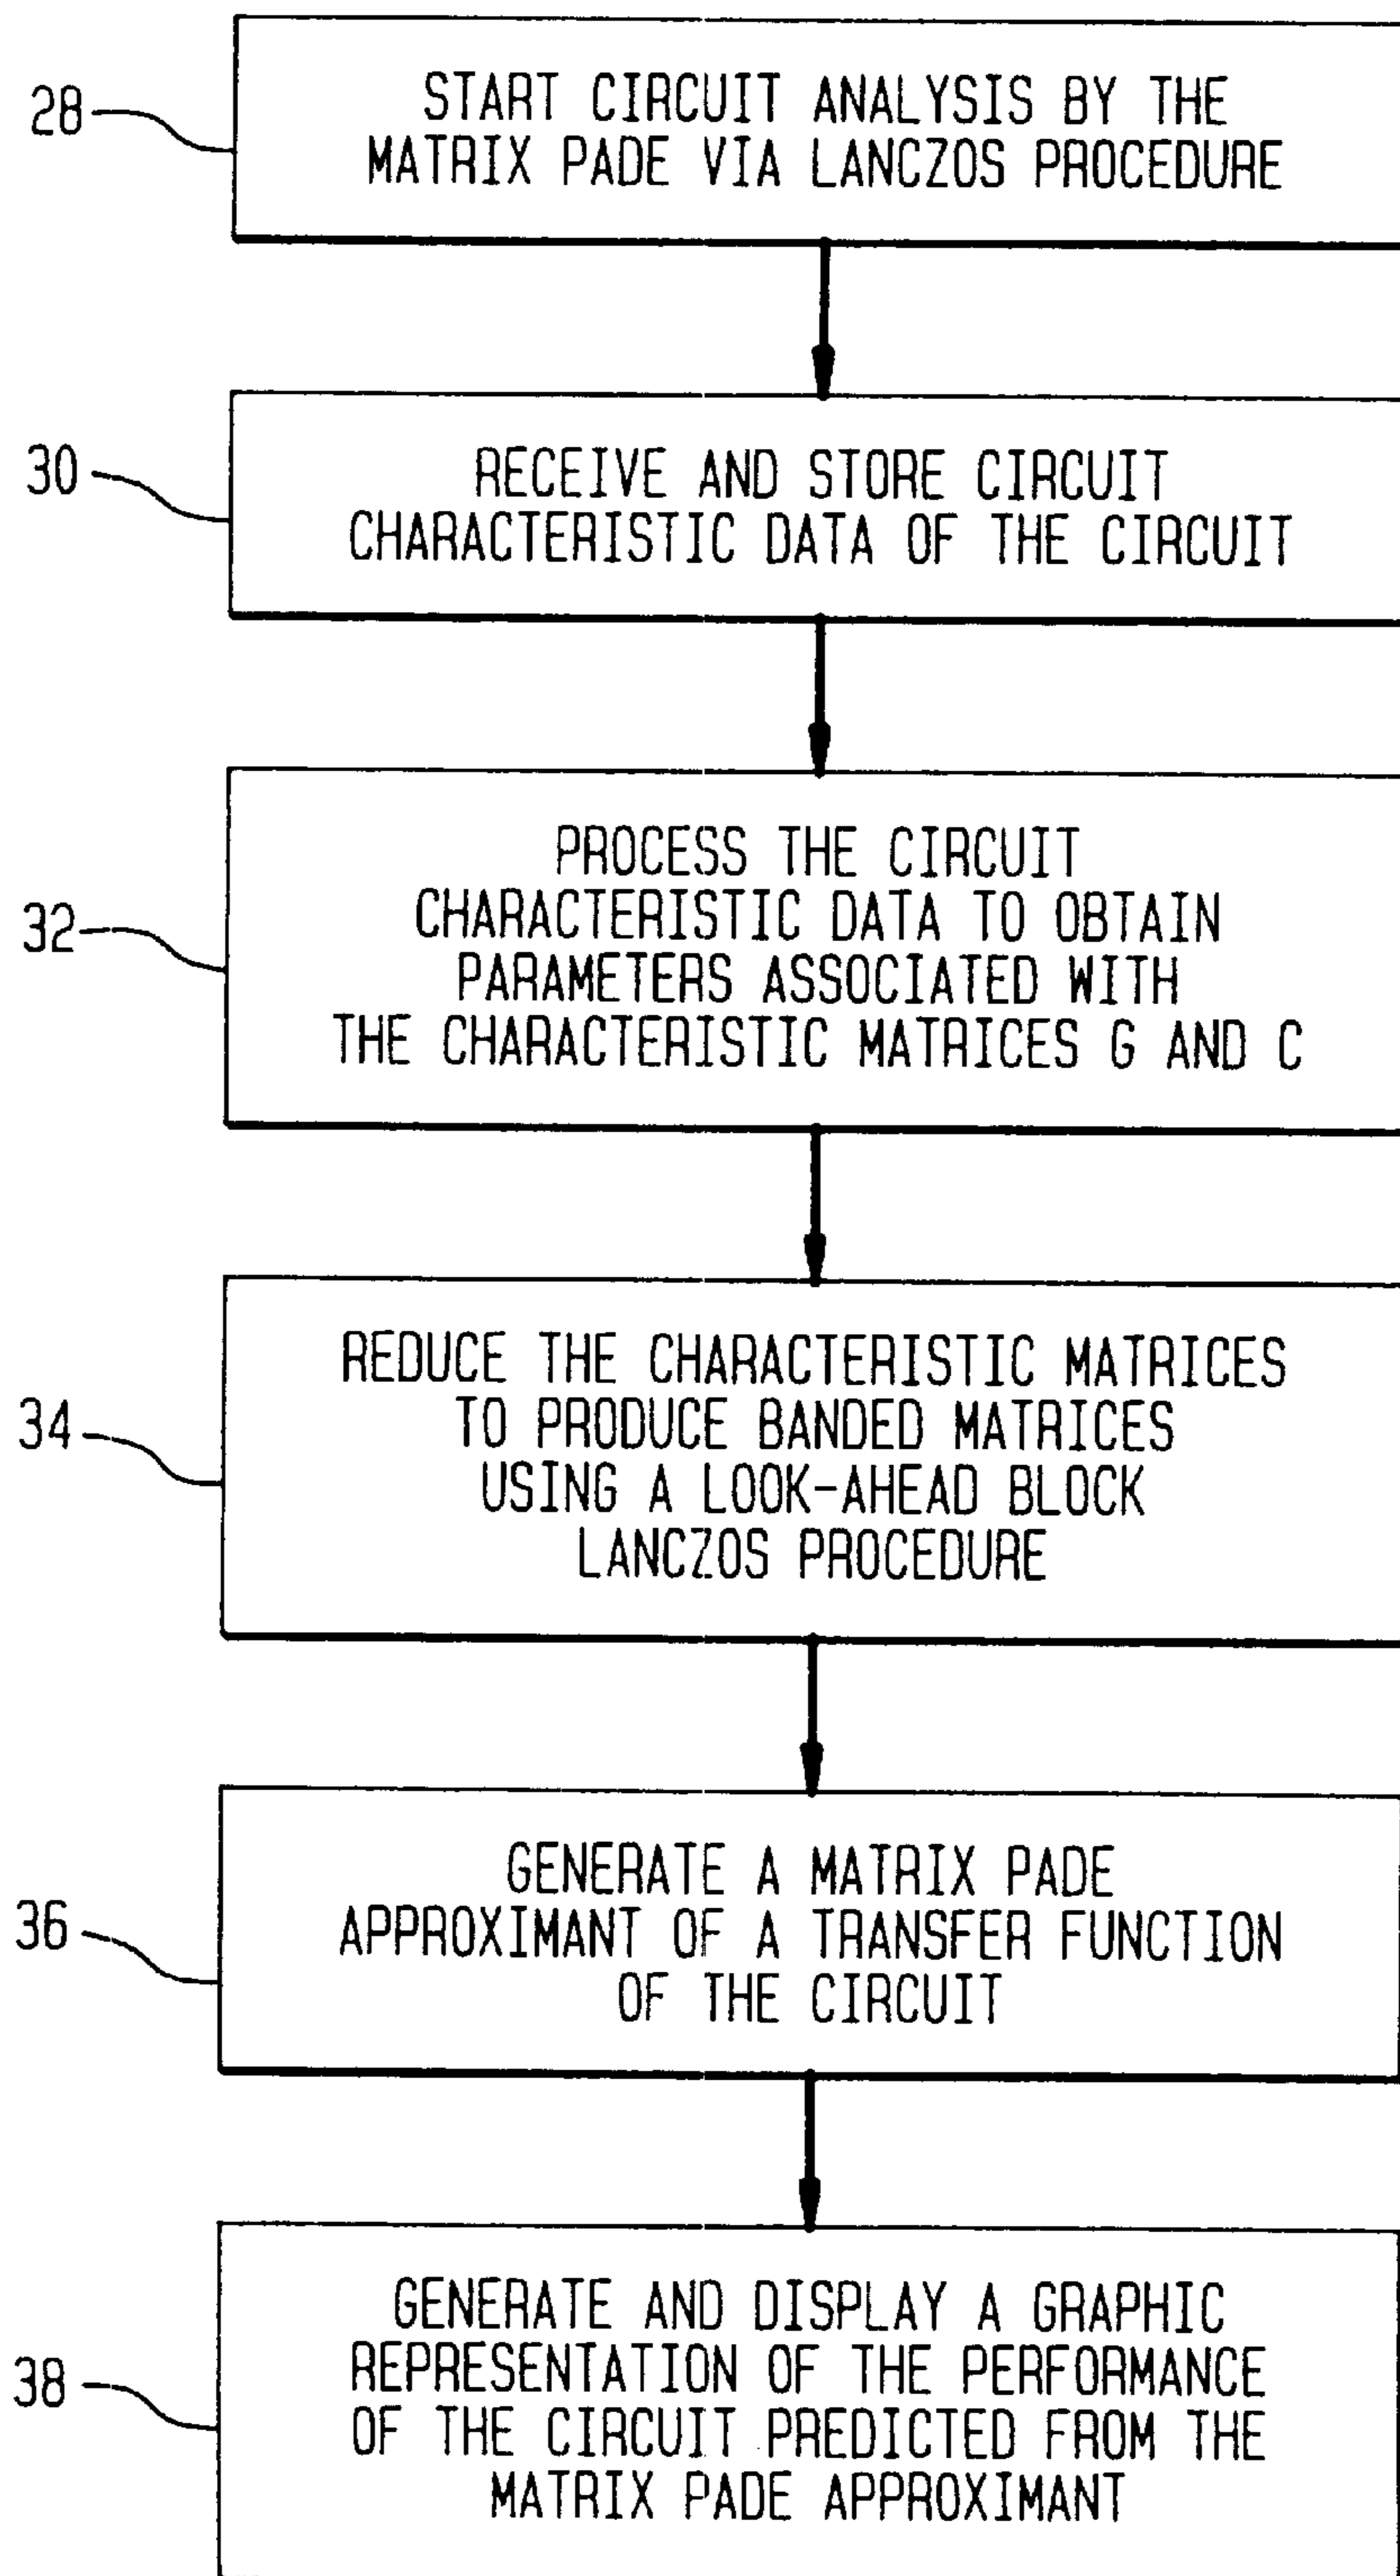 28
START CIRCUIT ANALYSIS BY THE
MATRIX PADE VIA LANCZOS PROCEDURE
30
RECEIVE AND STORE CIRCUIT
CHARACTERISTIC DATA OF THE CIRCUIT
32
PROCESS THE CIRCUIT
CHARACTERISTIC DATA TO OBTAIN
PARAMETERS ASSOCIATED WITH
THE CHARACTERISTIC MATRICES G AND C
34
REDUCE THE CHARACTERISTIC MATRICES
TO PRODUCE BANDED MATRICES
USING A LOOK-AHEAD BLOCK
LANCZOS PROCEDURE
36
GENERATE A MATRIX PADE
APPROXIMANT OF A TRANSFER FUNCTION
OF THE CIRCUIT
38
GENERATE AND DISPLAY A GRAPHIC
REPRESENTATION OF THE PERFORMANCE
OF THE CIRCUIT PREDICTED FROM THE
MATRIX PADE APPROXIMANT